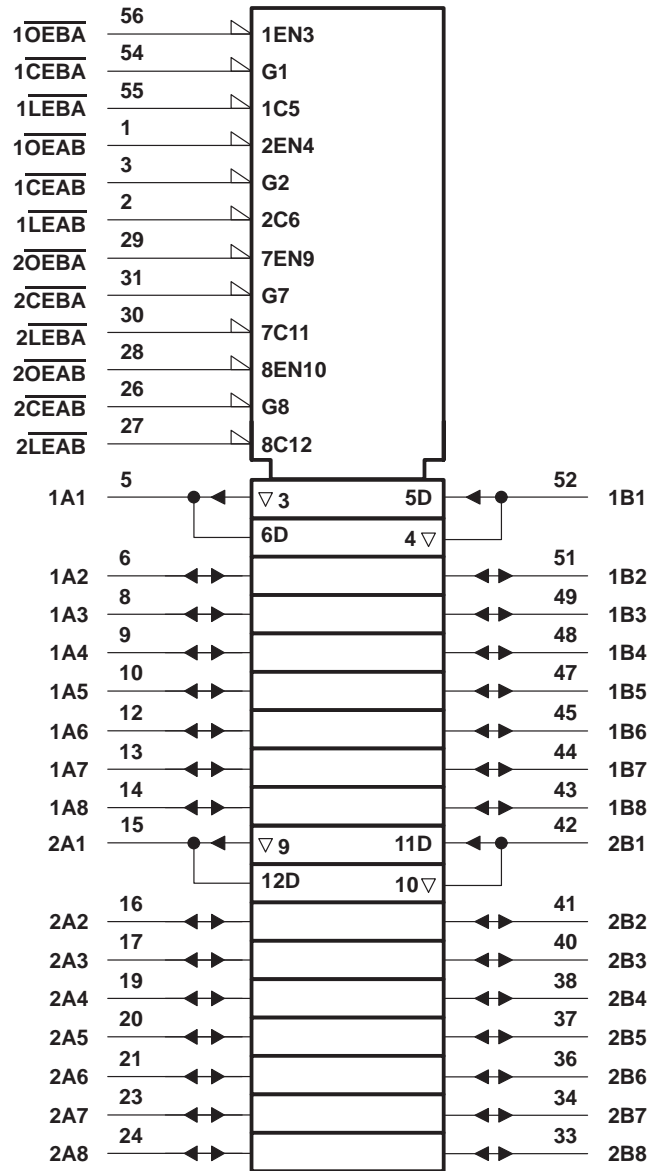 1OEBA 56 1EN3
1CEBA 54 G1
1LEBA 55 1C5
1OEAB 1 2EN4
1CEAB 3 G2
1LEAB 2 2C6
2OEBA 29 7EN9
2CEBA 31 G7
2LEBA 30 7C11
2OEAB 28 8EN10
2CEAB 26 G8
2LEAB 27 8C12
1A1 5 ▽ 3 5D 52 1B1
6D 4 ▽
1A2 6 51 1B2
1A3 8 49 1B3
1A4 9 48 1B4
1A5 10 47 1B5
1A6 12 45 1B6
1A7 13 44 1B7
1A8 14 43 1B8
2A1 15 ▽ 9 11D 42 2B1
12D 10 ▽
2A2 16 41 2B2
2A3 17 40 2B3
2A4 19 38 2B4
2A5 20 37 2B5
2A6 21 36 2B6
2A7 23 34 2B7
2A8 24 33 2B8